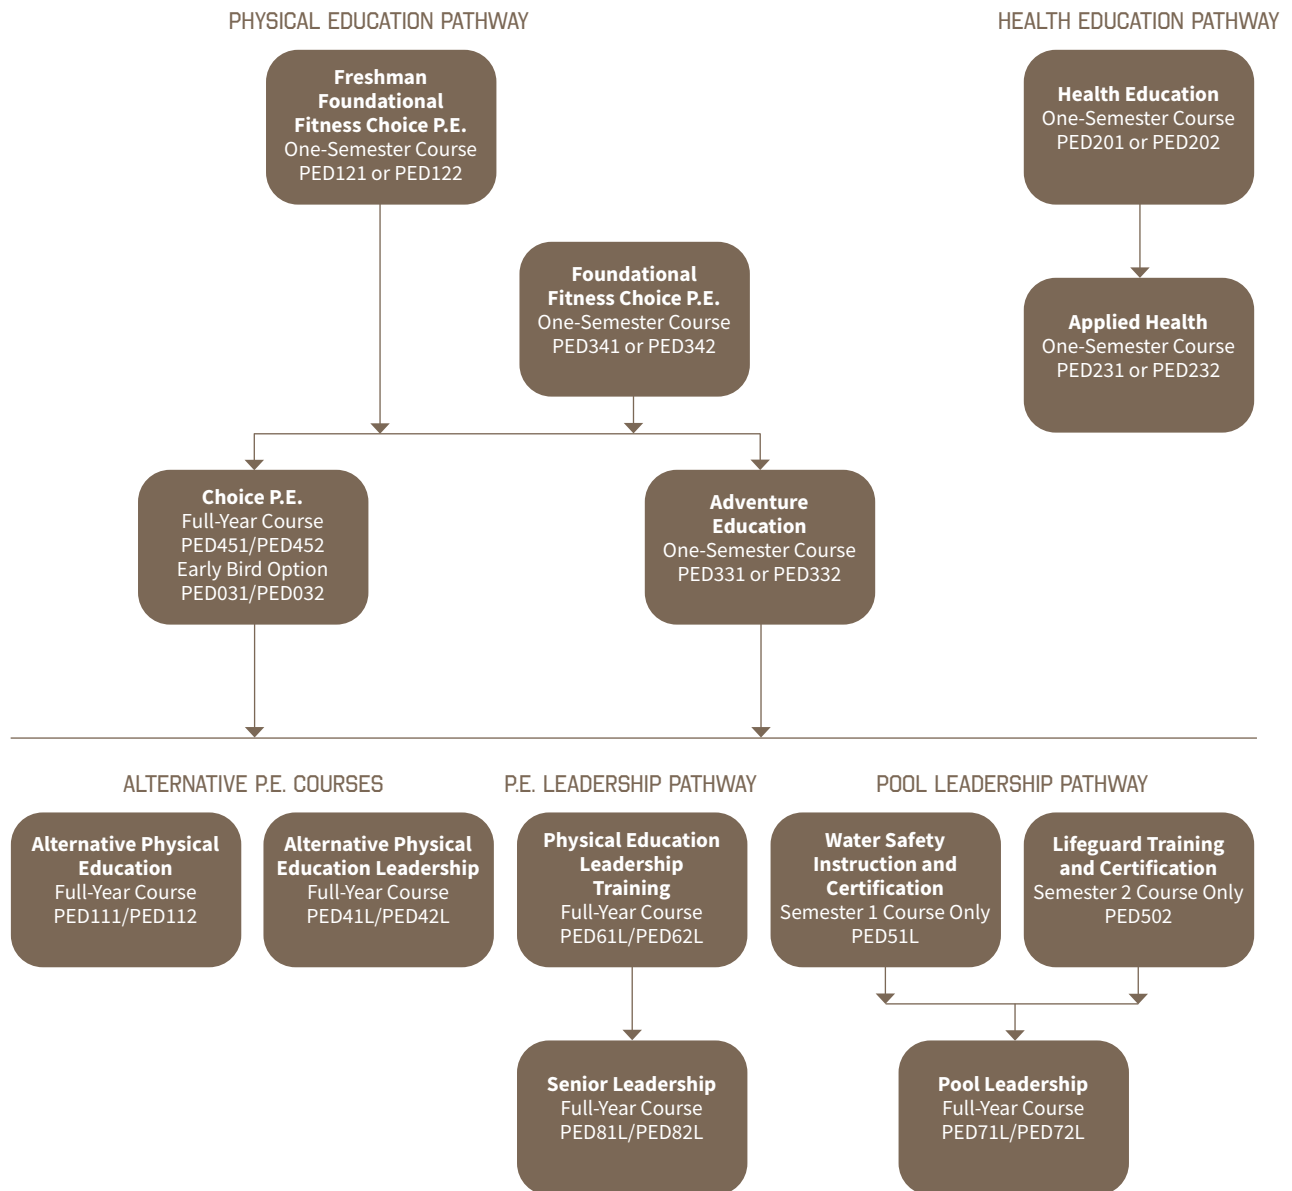 PHYSICAL EDUCATION PATHWAY
HEALTH EDUCATION PATHWAY
Freshman
Foundational
Fitness Choice P.E.
One-Semester Course
PED121 or PED122
Health Education
One-Semester Course
PED201 or PED202
Foundational
Fitness Choice P.E.
One-Semester Course
PED341 or PED342
Applied Health
One-Semester Course
PED231 or PED232
Choice P.E.
Full-Year Course
PED451/PED452
Early Bird Option
PED031/PED032
Adventure
Education
One-Semester Course
PED331 or PED332
ALTERNATIVE P.E. COURSES
P.E. LEADERSHIP PATHWAY
POOL LEADERSHIP PATHWAY
Alternative Physical
Education
Full-Year Course
PED111/PED112
Alternative Physical
Education Leadership
Full-Year Course
PED41L/PED42L
Physical Education
Leadership
Training
Full-Year Course
PED61L/PED62L
Water Safety
Instruction and
Certification
Semester 1 Course Only
PED51L
Lifeguard Training
and Certification
Semester 2 Course Only
PED502
Senior Leadership
Full-Year Course
PED81L/PED82L
Pool Leadership
Full-Year Course
PED71L/PED72L